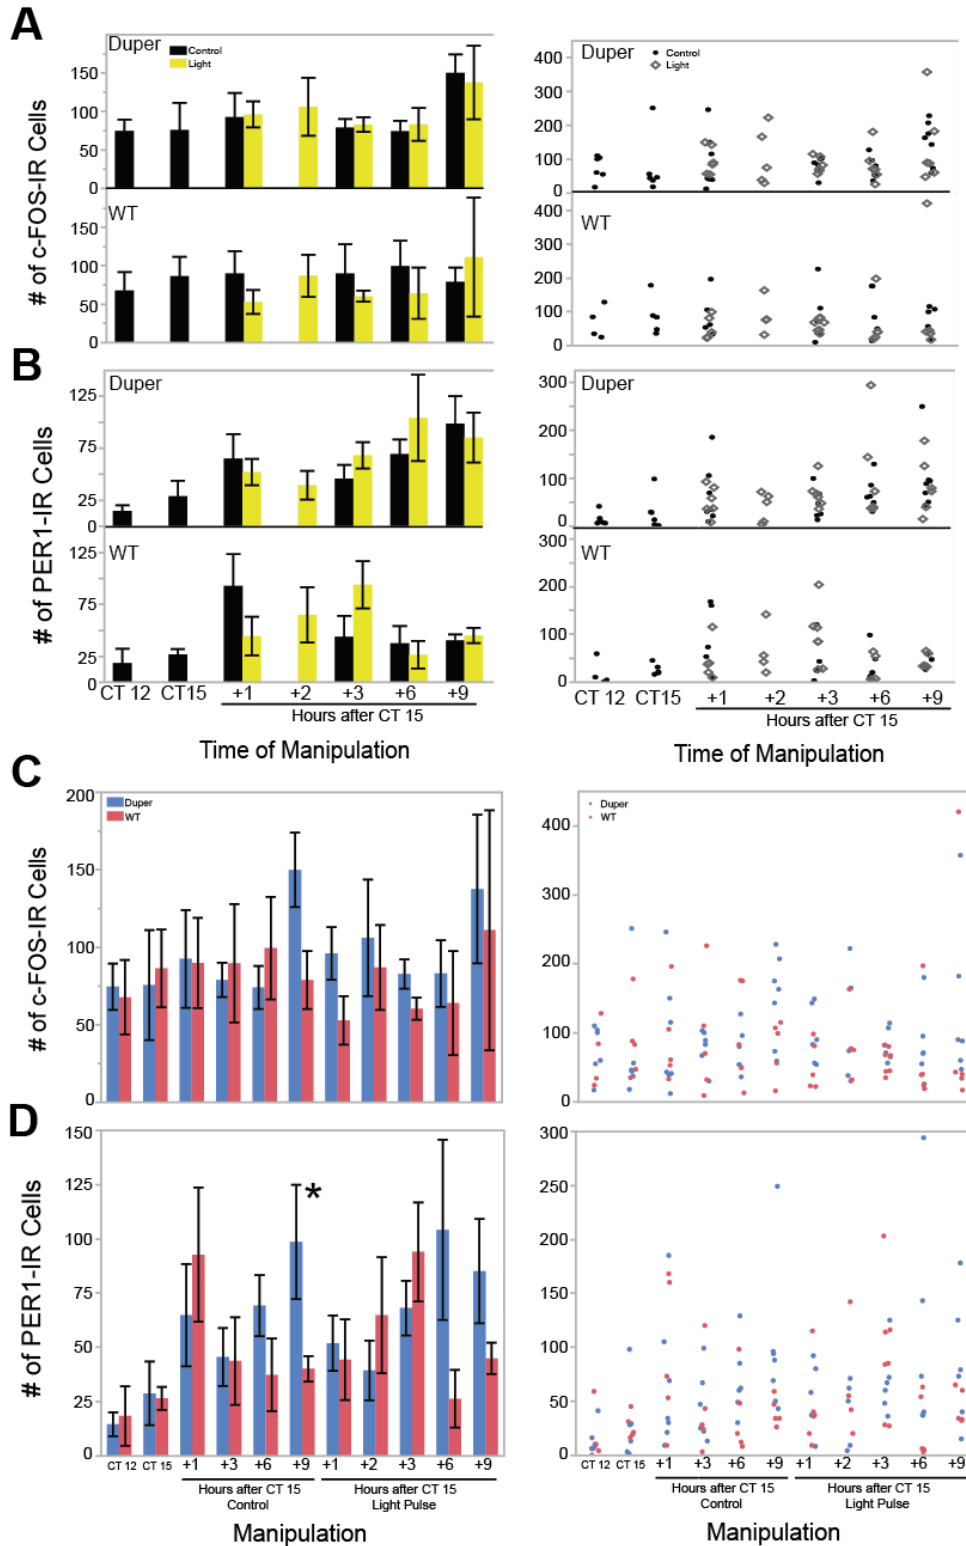 A
Duper
Control
Light
150
100
50
0
WT
150
100
50
0
# of c-FOS-IR Cells
Duper
Control
Light
400
300
200
100
0
WT
400
300
200
100
0
B
Duper
125
75
25
0
WT
125
75
25
0
# of PER1-IR Cells
CT 12 CT15 +1 +2 +3 +6 +9
Hours after CT 15
Time of Manipulation
Duper
300
200
100
0
WT
300
200
100
0
CT 12 CT15 +1 +2 +3 +6 +9
Hours after CT 15
Time of Manipulation
C
200
150
100
50
0
Duper
WT
# of c-FOS-IR Cells
400
300
200
100
0
Duper
WT
D
150
125
100
75
50
25
0
*
# of PER1-IR Cells
CT 12 CT 15 +1 +3 +6 +9 +1 +2 +3 +6 +9
Hours after CT 15 Hours after CT 15
Control Light Pulse
Manipulation
300
250
200
150
100
50
0
CT 12 CT 15 +1 +3 +6 +9 +1 +2 +3 +6 +9
Hours after CT 15 Hours after CT 15
Control Light Pulse
Manipulation